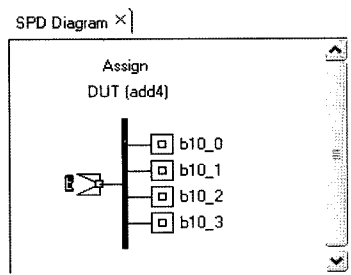 SPD Diagram ×
Assign
DUT (add4)
b10_0
b10_1
b10_2
b10_3